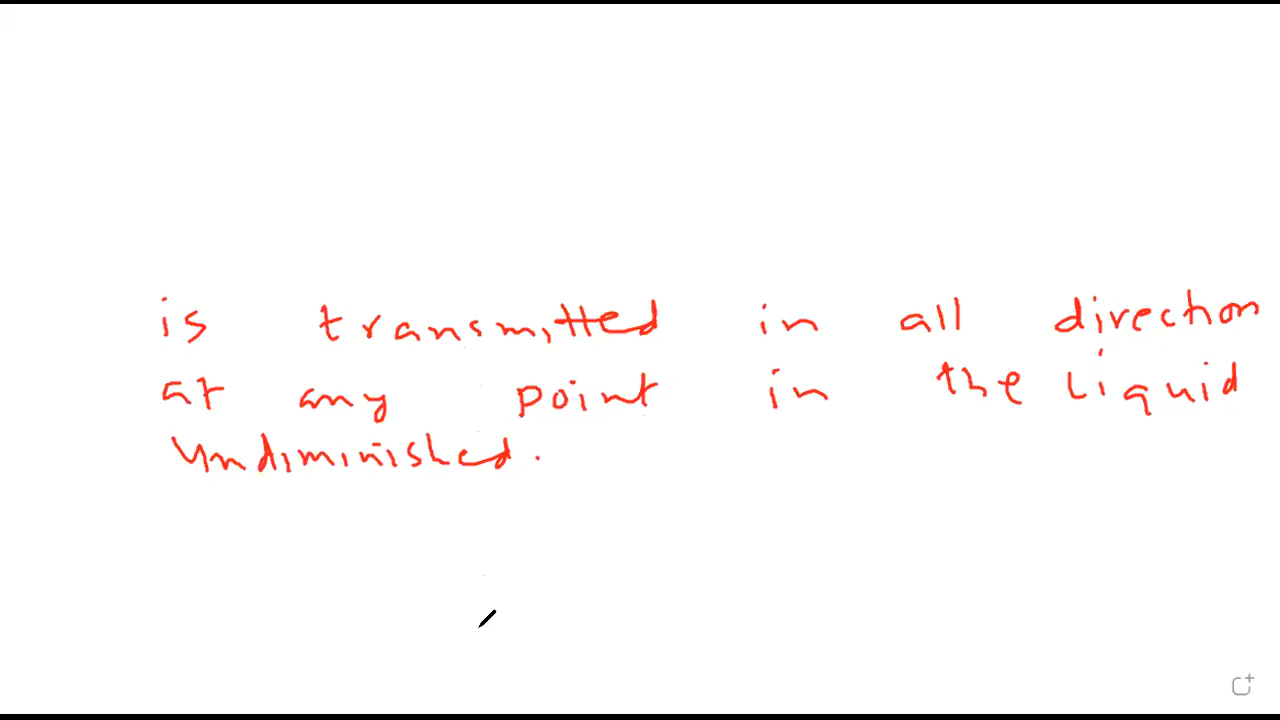 is transmitted in all direction
at any point in the Liquid
undiminished.